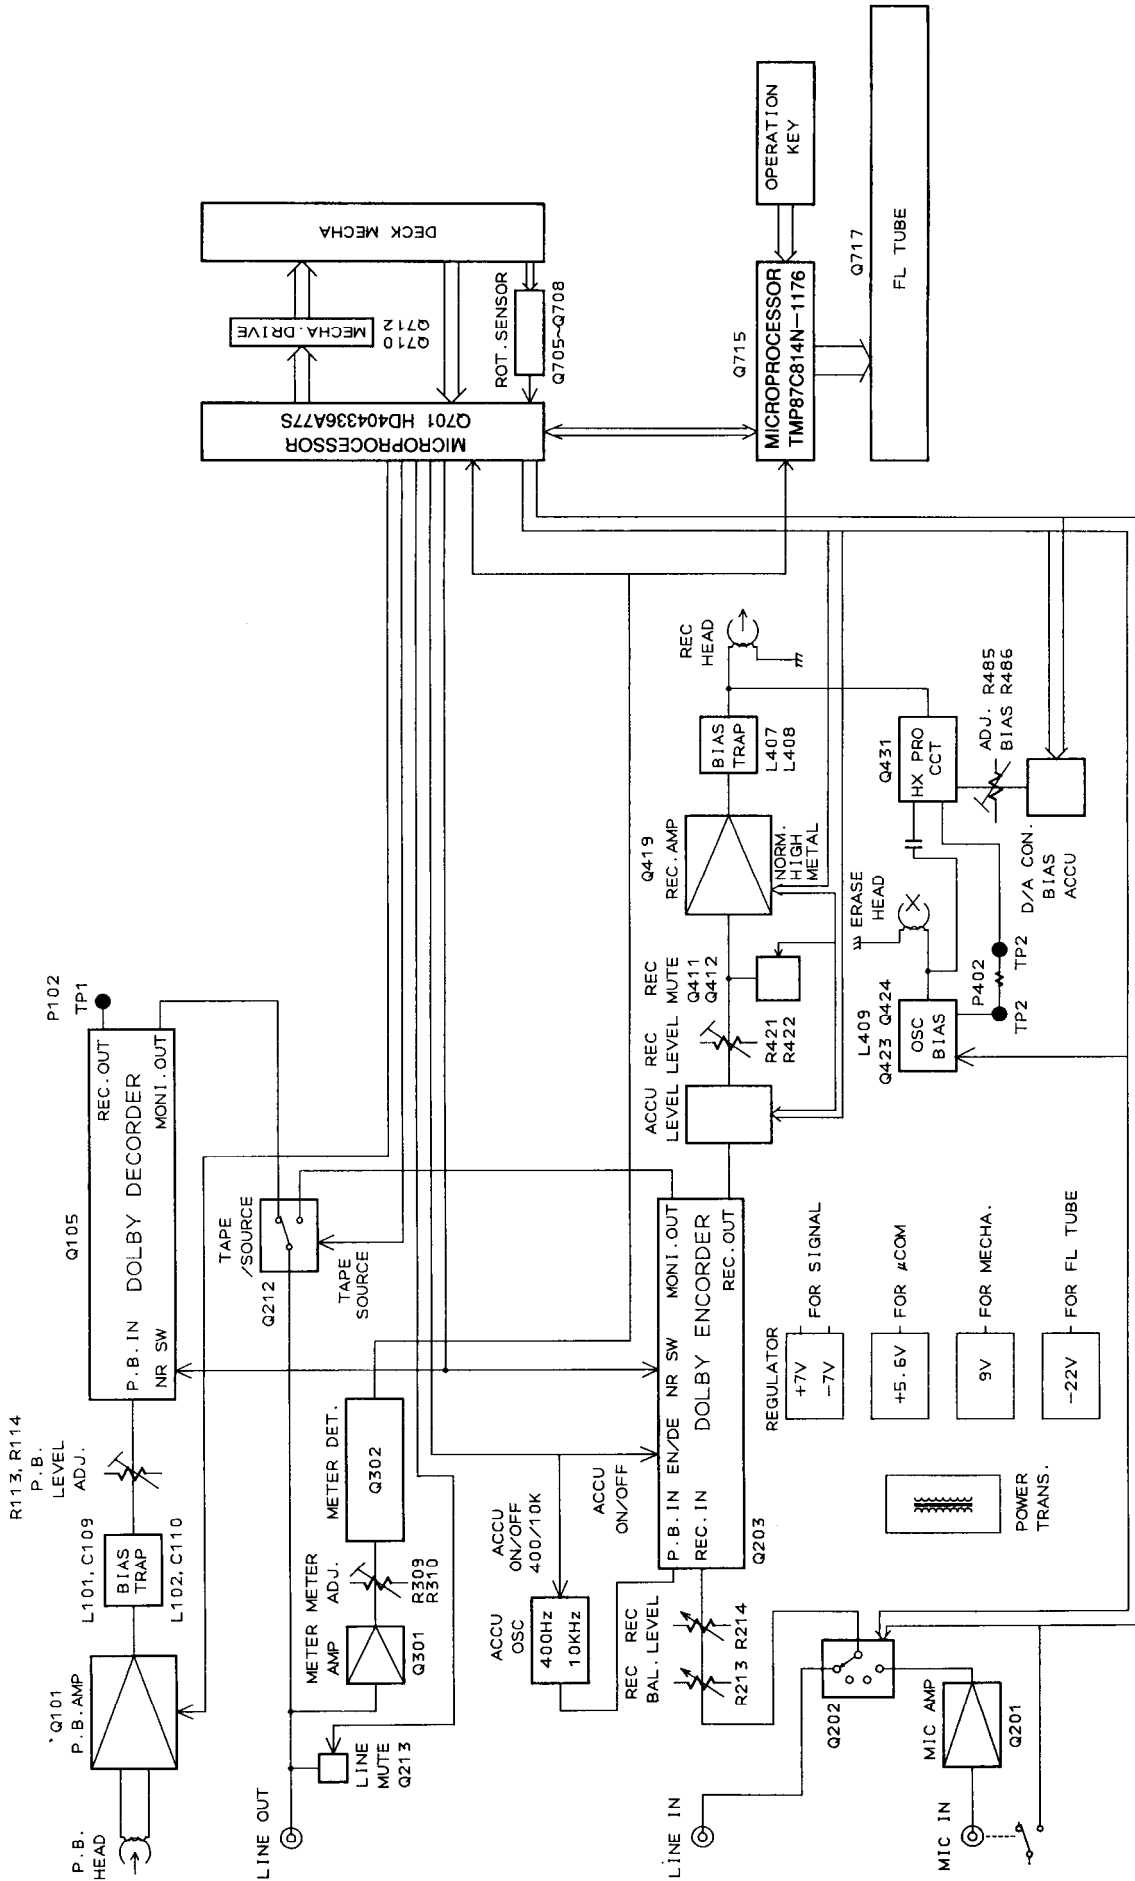 P.B.
HEAD
Q101
P.B.AMP
L101, C109
BIAS
TRAP
L102, C110
R113, R114
P.B.
LEVEL
ADJ.
Q105
P.B.IN
NR SW
DOLBY DECORDER
REC.OUT
MONI.OUT
P102
TP1
LINE OUT
LINE
MUTE
Q213
METER
AMP
Q301
METER
ADJ.
R309
R310
METER DET.
Q302
Q212
TAPE
/SOURCE
TAPE
SOURCE
MICROPROCESSOR
Q701 HD404336A77S
MECHA.DRIVE
Q710
Q712
DECK MECHA
ROT.SENSOR
Q705~Q708
ACCU
OSC
400Hz
10KHz
ACCU
ON/OFF
400/10K
ACCU
ON/OFF
P.B.IN
EN/DE
NR SW
MONI.OUT
REC.IN
DOLBY ENCORDER
REC.OUT
Q203
REC
BAL.
REC
LEVEL
R213
R214
LINE IN
Q202
MIC IN
MIC AMP
Q201
ACCU
LEVEL
REC
LEVEL
R421
R422
REC
MUTE
Q411
Q412
Q419
REC.AMP
NORM.
HIGH
METAL
BIAS
TRAP
L407
L408
REC
HEAD
ERASE
HEAD
L409
Q423 Q424
OSC
BIAS
P402
TP2
TP2
Q431
HX PRO
CCT
ADJ. R485
BIAS R486
D/A CON.
BIAS
ACCU
Q715
MICROPROCESSOR
TMP87C814N-1176
OPERATION
KEY
Q717
FL TUBE
REGULATOR
+7V
-7V
FOR SIGNAL
+5.6V
FOR μCOM
9V
FOR MECHA.
-22V
FOR FL TUBE
POWER
TRANS.